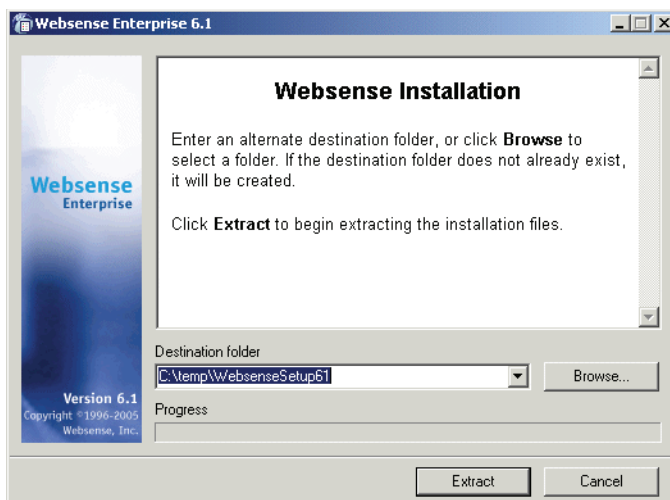 Websense Enterprise 6.1
Websense Installation
Enter an alternate destination folder, or click Browse to
select a folder. If the destination folder does not already exist,
it will be created.
Click Extract to begin extracting the installation files.
Websense
Enterprise
Version 6.1
Copyright ©1996-2005
Websense, Inc.
Destination folder
C:\temp\WebsenseSetup61
Browse...
Progress
Extract
Cancel